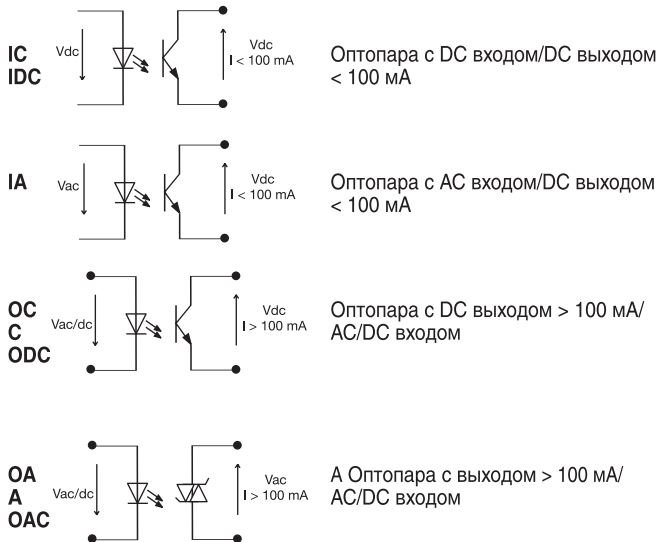 IC
IDC
Vdc
Vdc
I < 100 mA
Оптопара с DC входом/DC выходом
< 100 мА
IA
Vac
Vdc
I < 100 mA
Оптопара с AC входом/DC выходом
< 100 мА
OC
C
ODC
Vac/dc
Vdc
I > 100 mA
Оптопара с DC выходом > 100 мА/
AC/DC входом
OA
A
OAC
Vac/dc
Vac
I > 100 mA
А Оптопара с выходом > 100 мА/
AC/DC входом